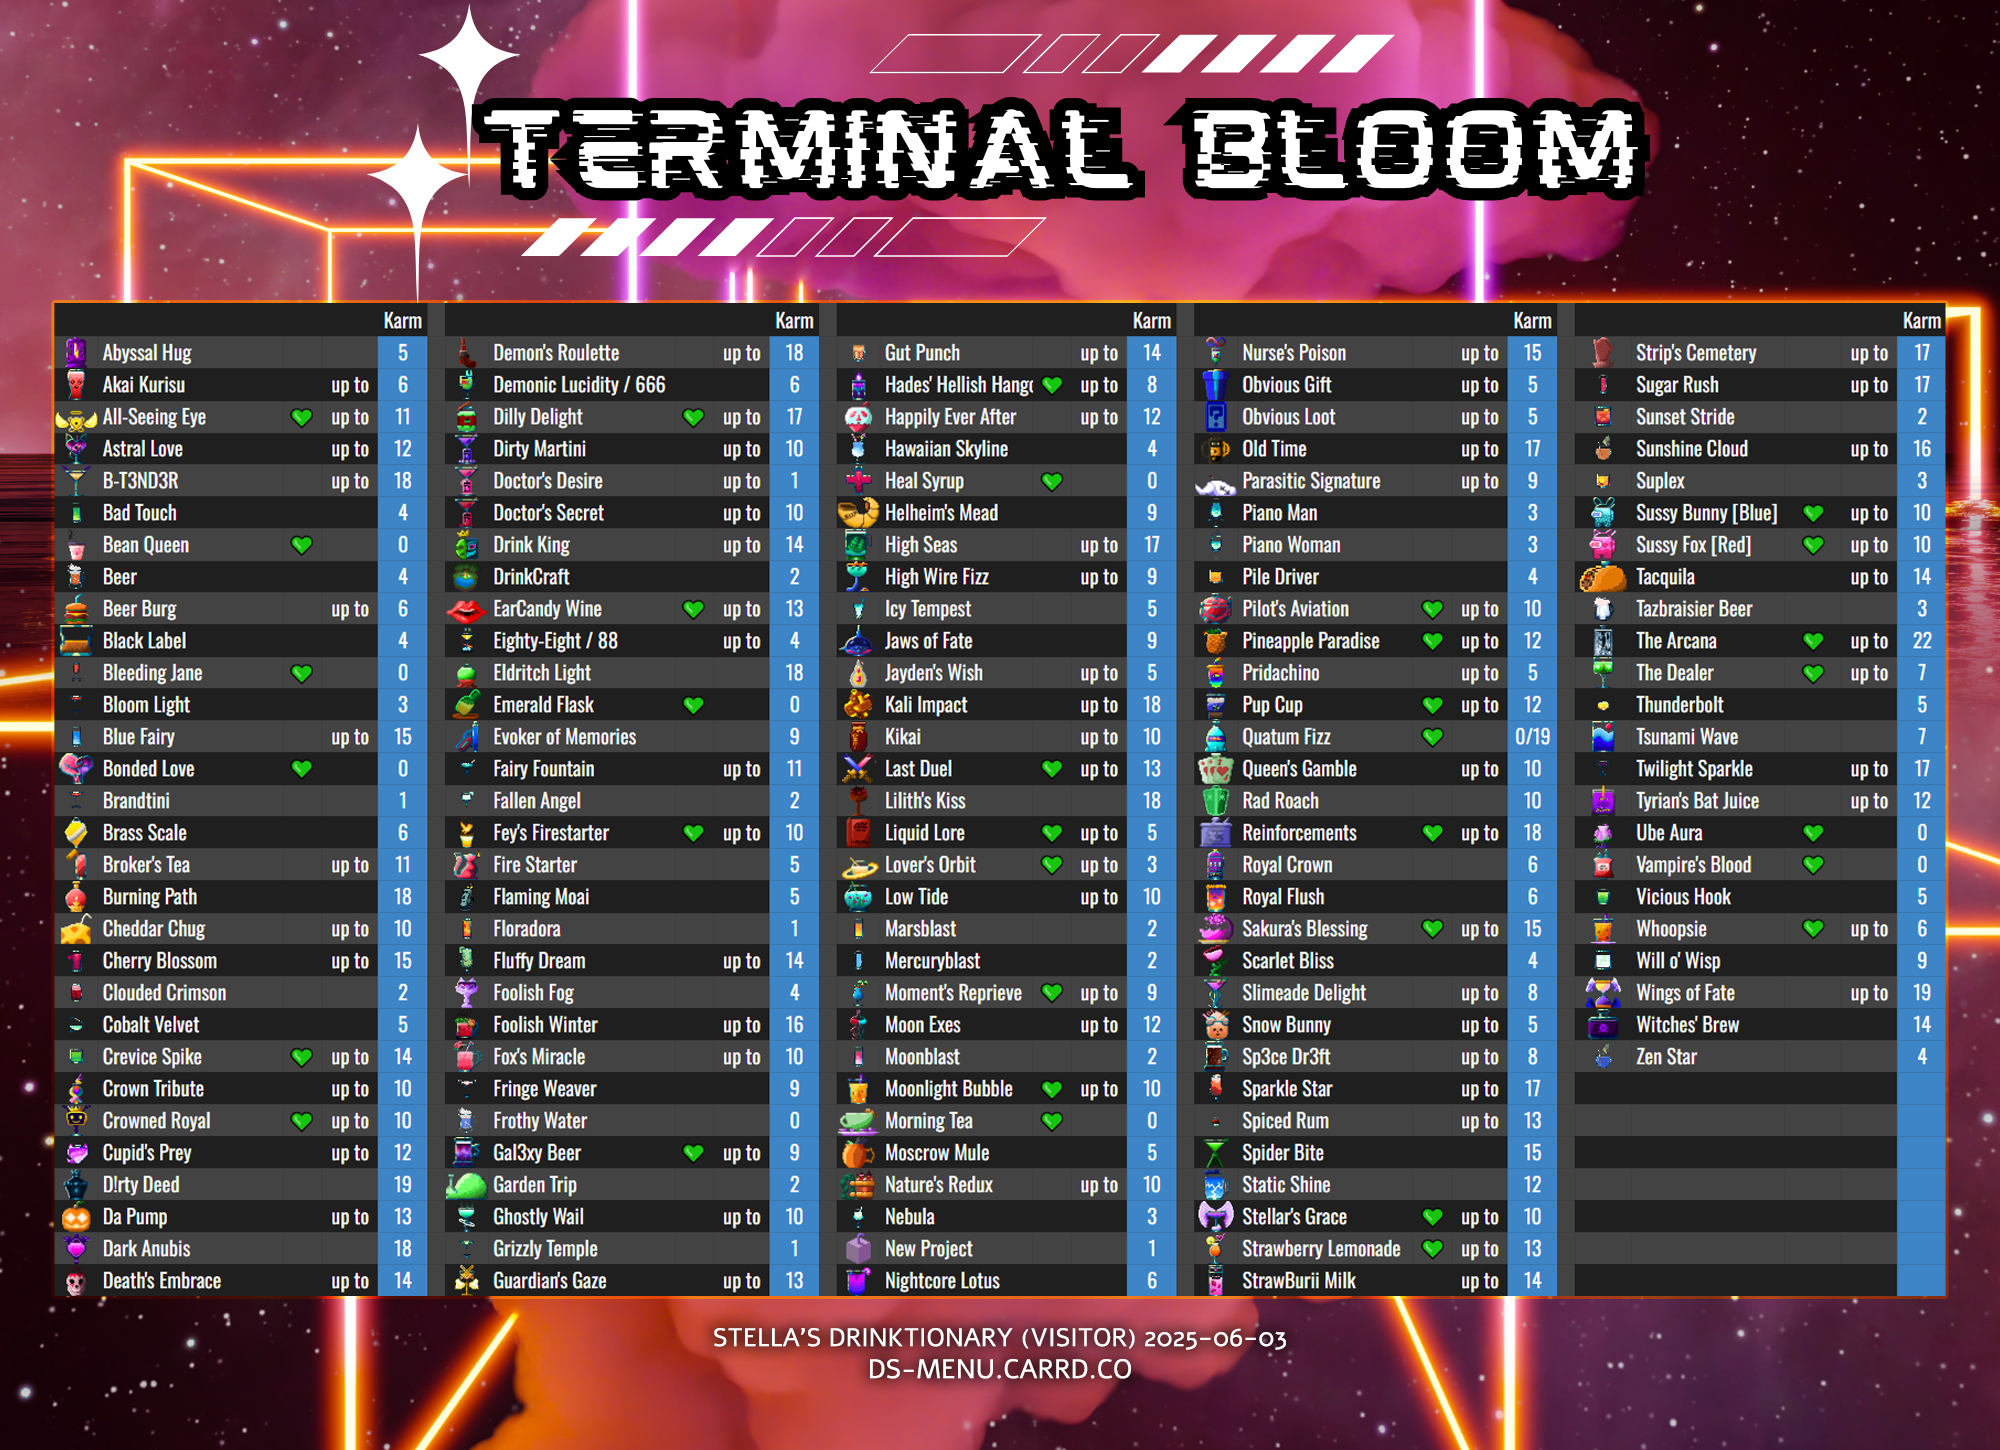 TERMINAL BLOOM
Karm
Abyssal Hug 5
Akai Kurisu up to 6
All-Seeing Eye up to 11
Astral Love up to 12
B-T3ND3R up to 18
Bad Touch 4
Bean Queen 0
Beer 4
Beer Burg up to 6
Black Label 4
Bleeding Jane 0
Bloom Light 3
Blue Fairy up to 15
Bonded Love 0
Brandtini 1
Brass Scale 6
Broker's Tea up to 11
Burning Path 18
Cheddar Chug up to 10
Cherry Blossom up to 15
Clouded Crimson 2
Cobalt Velvet 5
Crevice Spike up to 14
Crown Tribute up to 10
Crowned Royal up to 10
Cupid's Prey up to 12
D!rty Deed 19
Da Pump up to 13
Dark Anubis 18
Death's Embrace up to 14
Karm
Demon's Roulette up to 18
Demonic Lucidity / 666 6
Dilly Delight up to 17
Dirty Martini up to 10
Doctor's Desire up to 1
Doctor's Secret up to 10
Drink King up to 14
DrinkCraft 2
EarCandy Wine up to 13
Eighty-Eight / 88 up to 4
Eldritch Light 18
Emerald Flask 0
Evoker of Memories 9
Fairy Fountain up to 11
Fallen Angel 2
Fey's Firestarter up to 10
Fire Starter 5
Flaming Moai 5
Floradora 1
Fluffy Dream up to 14
Foolish Fog 4
Foolish Winter up to 16
Fox's Miracle up to 10
Fringe Weaver 9
Frothy Water 0
Gal3xy Beer up to 9
Garden Trip 2
Ghostly Wail up to 10
Grizzly Temple 1
Guardian's Gaze up to 13
Karm
Gut Punch up to 14
Hades' Hellish Hango up to 8
Happily Ever After up to 12
Hawaiian Skyline 4
Heal Syrup 0
Helheim's Mead 9
High Seas up to 17
High Wire Fizz up to 9
Icy Tempest 5
Jaws of Fate 9
Jayden's Wish up to 5
Kali Impact up to 18
Kikai up to 10
Last Duel up to 13
Lilith's Kiss 18
Liquid Lore up to 5
Lover's Orbit up to 3
Low Tide up to 10
Marsblast 2
Mercuryblast 2
Moment's Reprieve up to 9
Moon Exes up to 12
Moonblast 2
Moonlight Bubble up to 10
Morning Tea 0
Moscrow Mule 5
Nature's Redux up to 10
Nebula 3
New Project 1
Nightcore Lotus 6
Karm
Nurse's Poison up to 15
Obvious Gift up to 5
Obvious Loot up to 5
Old Time up to 17
Parasitic Signature up to 9
Piano Man 3
Piano Woman 3
Pile Driver 4
Pilot's Aviation up to 10
Pineapple Paradise up to 12
Pridachino up to 5
Pup Cup up to 12
Quatum Fizz 0/19
Queen's Gamble up to 10
Rad Roach 10
Reinforcements up to 18
Royal Crown 6
Royal Flush 6
Sakura's Blessing up to 15
Scarlet Bliss 4
Slimeade Delight up to 8
Snow Bunny up to 5
Sp3ce Dr3ft up to 8
Sparkle Star up to 17
Spiced Rum up to 13
Spider Bite 15
Static Shine 12
Stellar's Grace up to 10
Strawberry Lemonade up to 13
StrawBurii Milk up to 14
Karm
Strip's Cemetery up to 17
Sugar Rush up to 17
Sunset Stride 2
Sunshine Cloud up to 16
Suplex 3
Sussy Bunny [Blue] up to 10
Sussy Fox [Red] up to 10
Tacquila up to 14
Tazbraisier Beer 3
The Arcana up to 22
The Dealer up to 7
Thunderbolt 5
Tsunami Wave 7
Twilight Sparkle up to 17
Tyrian's Bat Juice up to 12
Ube Aura 0
Vampire's Blood 0
Vicious Hook 5
Whoopsie up to 6
Will o' Wisp 9
Wings of Fate up to 19
Witches' Brew 14
Zen Star 4
STELLA'S DRINKTIONARY (VISITOR) 2025-06-03
DS-MENU.CARRD.CO